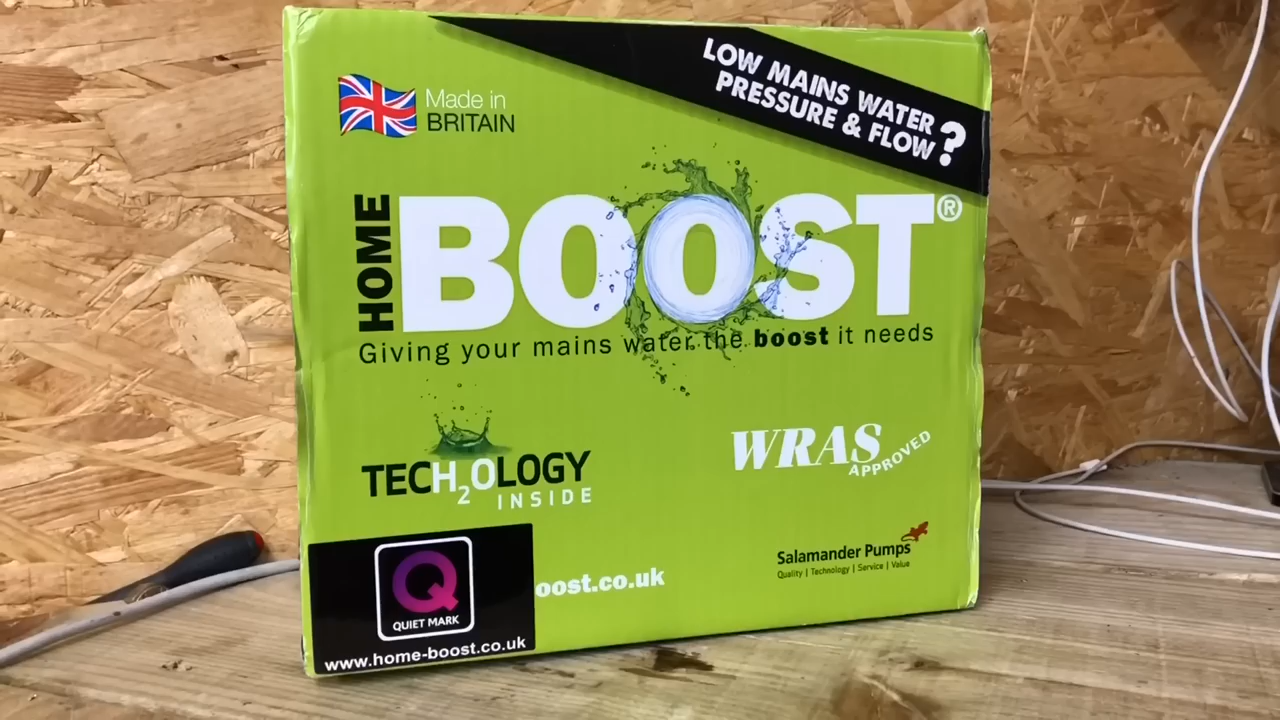 LOW MAINS WATER
PRESSURE & FLOW?
Made in
BRITAIN
HOME
BOOST®
Giving your mains water the boost it needs
TECH2OLOGY
INSIDE
WRAS
APPROVED
Salamander Pumps
Quality | Technology | Service | Value
oost.co.uk
Q
QUIET MARK
www.home-boost.co.uk